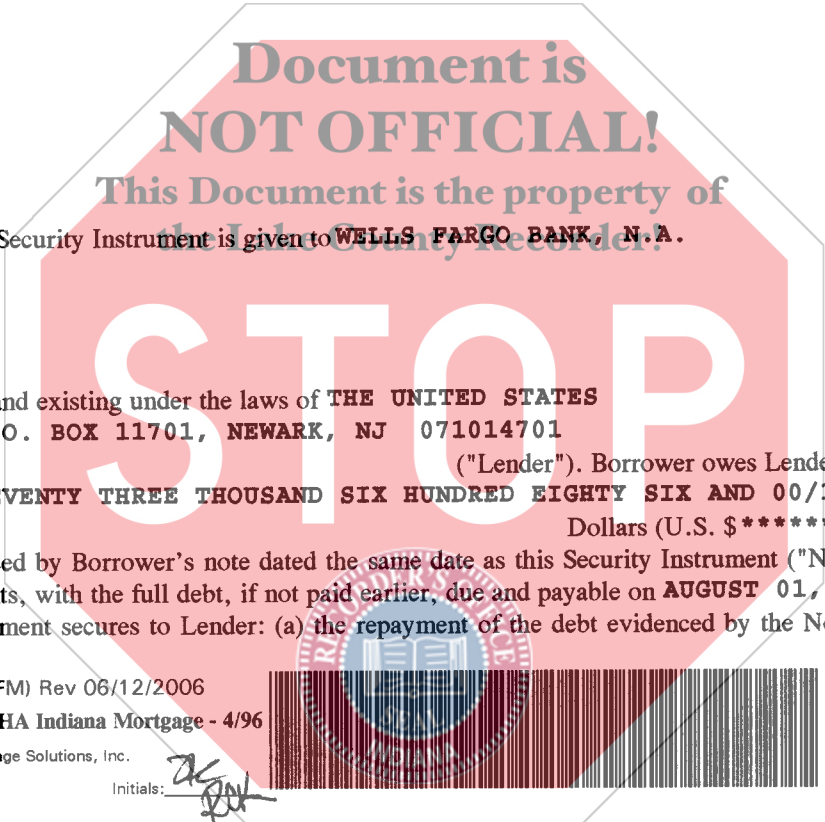 Document is
NOT OFFICIAL!
This Document is the property of
the Lake County Recorder!
Security Instrument is given to WELLS FARGO BANK, N.A.
STOP
and existing under the laws of THE UNITED STATES
O. BOX 11701, NEWARK, NJ 071014701
("Lender"). Borrower owes Lende
VENTY THREE THOUSAND SIX HUNDRED EIGHTY SIX AND 00/1
Dollars (U.S. $******
ed by Borrower's note dated the same date as this Security Instrument ("N
ts, with the full debt, if not paid earlier, due and payable on AUGUST 01,
ment secures to Lender: (a) the repayment of the debt evidenced by the No
RECORDER'S OFFICE
SEAL
INDIANA
FM) Rev 06/12/2006
HA Indiana Mortgage - 4/96
ge Solutions, Inc.
Initials: